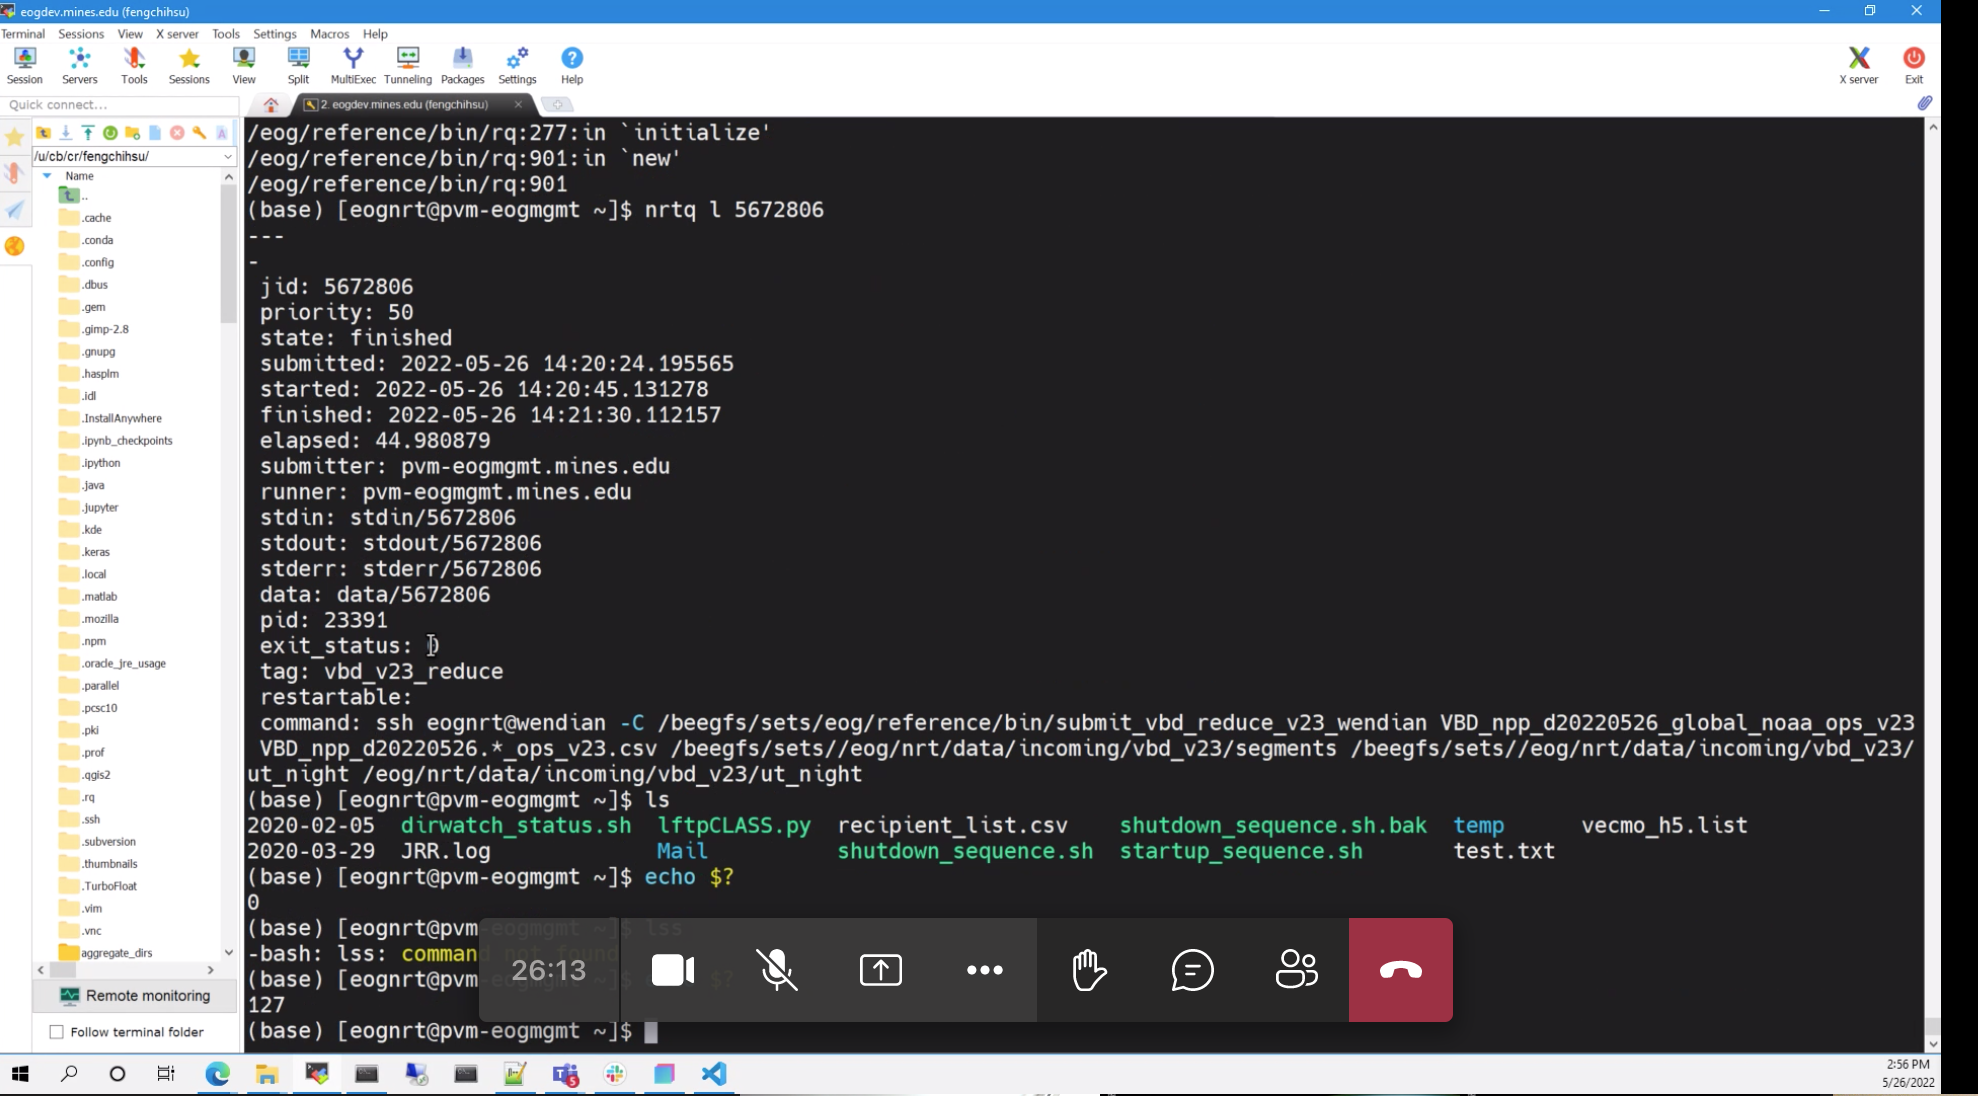 eogdev.mines.edu (fengchihsu)
Terminal Sessions View X server Tools Settings Macros Help
Session Servers Tools Sessions View Split MultiExec Tunneling Packages Settings Help X server Exit
Quick connect...
2. eogdev.mines.edu (fengchihsu)
/u/cb/cr/fengchihsu/
Name
..
.cache
.conda
.config
.dbus
.gem
.gimp-2.8
.gnupg
.hasplm
.idl
.InstallAnywhere
.ipynb_checkpoints
.ipython
.java
.jupyter
.kde
.keras
.local
.matlab
.mozilla
.npm
.oracle_jre_usage
.parallel
.pcsc10
.pki
.prof
.qgis2
.rq
.ssh
.subversion
.thumbnails
.TurboFloat
.vim
.vnc
aggregate_dirs
Remote monitoring
Follow terminal folder
/eog/reference/bin/rq:277:in `initialize'
/eog/reference/bin/rq:901:in `new'
/eog/reference/bin/rq:901
(base) [eognrt@pvm-eogmgmt ~]$ nrtq l 5672806
---
-
jid: 5672806
priority: 50
state: finished
submitted: 2022-05-26 14:20:24.195565
started: 2022-05-26 14:20:45.131278
finished: 2022-05-26 14:21:30.112157
elapsed: 44.980879
submitter: pvm-eogmgmt.mines.edu
runner: pvm-eogmgmt.mines.edu
stdin: stdin/5672806
stdout: stdout/5672806
stderr: stderr/5672806
data: data/5672806
pid: 23391
exit_status: 0
tag: vbd_v23_reduce
restartable:
command: ssh eognrt@wendian -C /beegfs/sets/eog/reference/bin/submit_vbd_reduce_v23_wendian VBD_npp_d20220526_global_noaa_ops_v23
VBD_npp_d20220526.*_ops_v23.csv /beegfs/sets//eog/nrt/data/incoming/vbd_v23/segments /beegfs/sets//eog/nrt/data/incoming/vbd_v23/
ut_night /eog/nrt/data/incoming/vbd_v23/ut_night
(base) [eognrt@pvm-eogmgmt ~]$ ls
2020-02-05 dirwatch_status.sh lftpCLASS.py recipient_list.csv shutdown_sequence.sh.bak temp vecmo_h5.list
2020-03-29 JRR.log Mail shutdown_sequence.sh startup_sequence.sh test.txt
(base) [eognrt@pvm-eogmgmt ~]$ echo $?
0
(base) [eognrt@pvm-eogmgmt ~]$ lss
-bash: lss: command not found
(base) [eognrt@pvm-eogmgmt ~]$ $?
127
(base) [eognrt@pvm-eogmgmt ~]$
26:13
2:56 PM
5/26/2022